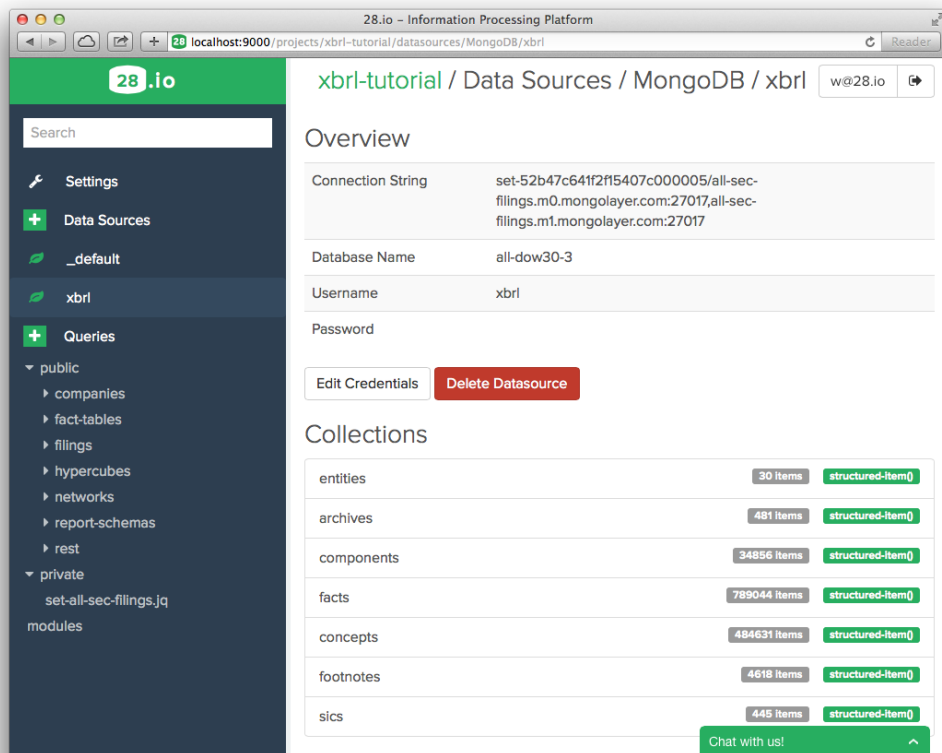 28.io – Information Processing Platform
28 localhost:9000/projects/xbrl-tutorial/datasources/MongoDB/xbrl
Reader
28.io
xbrl-tutorial / Data Sources / MongoDB / xbrl
w@28.io
Search
Settings
Data Sources
_default
xbrl
Queries
public
companies
fact-tables
filings
hypercubes
networks
report-schemas
rest
private
set-all-sec-filings.jq
modules
Overview
Connection String
set-52b47c641f2f15407c000005/all-sec-
filings.m0.mongolayer.com:27017,all-sec-
filings.m1.mongolayer.com:27017
Database Name all-dow30-3
Username xbrl
Password
Edit Credentials Delete Datasource
Collections
entities 30 items structured-item()
archives 481 items structured-item()
components 34856 items structured-item()
facts 789044 items structured-item()
concepts 484631 items structured-item()
footnotes 4618 items structured-item()
sics 445 items structured-item()
Chat with us!